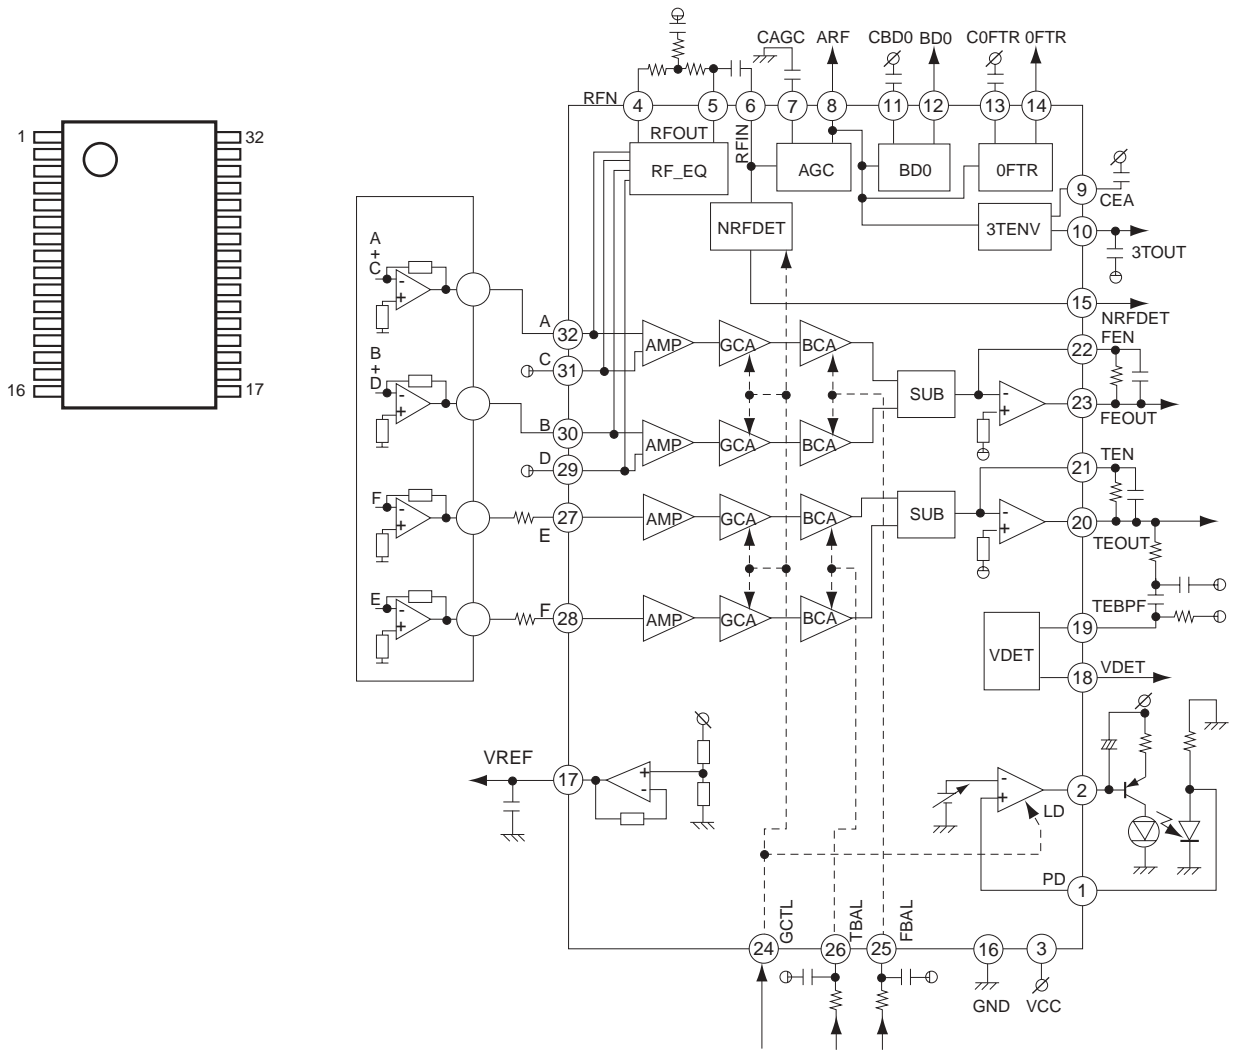 CAGC ARF CBD0 BD0 C0FTR 0FTR
RFN 4 5 6 7 8 11 12 13 14
1 32
RFOUT
RFIN
RF_EQ AGC BD0 0FTR
9
CEA
NRFDET 3TENV 10
3TOUT
A
+
C
-
+
15
NRFDET
A
32
AMP GCA BCA
C
31
22 FEN
B
+
D
-
+
SUB
-
+
23
FEOUT
16 17
B
30
AMP GCA BCA
D
29
21 TEN
F
-
+
27
E
AMP GCA BCA
SUB
-
+
20
TEOUT
E
-
+
F
28
AMP GCA BCA
TEBPF
19
VDET
18 VDET
VREF
17
+
-
-
+
LD
2
PD
1
GCTL TBAL FBAL
24 26 25 16 3
GND VCC